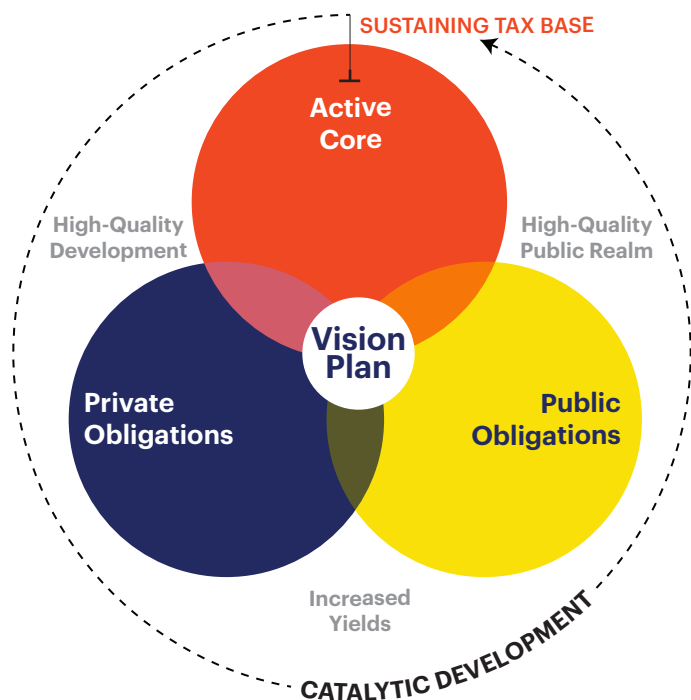 SUSTAINING TAX BASE
Active
Core
High-Quality
Development
High-Quality
Public Realm
Vision
Plan
Private
Obligations
Public
Obligations
Increased
Yields
CATALYTIC DEVELOPMENT